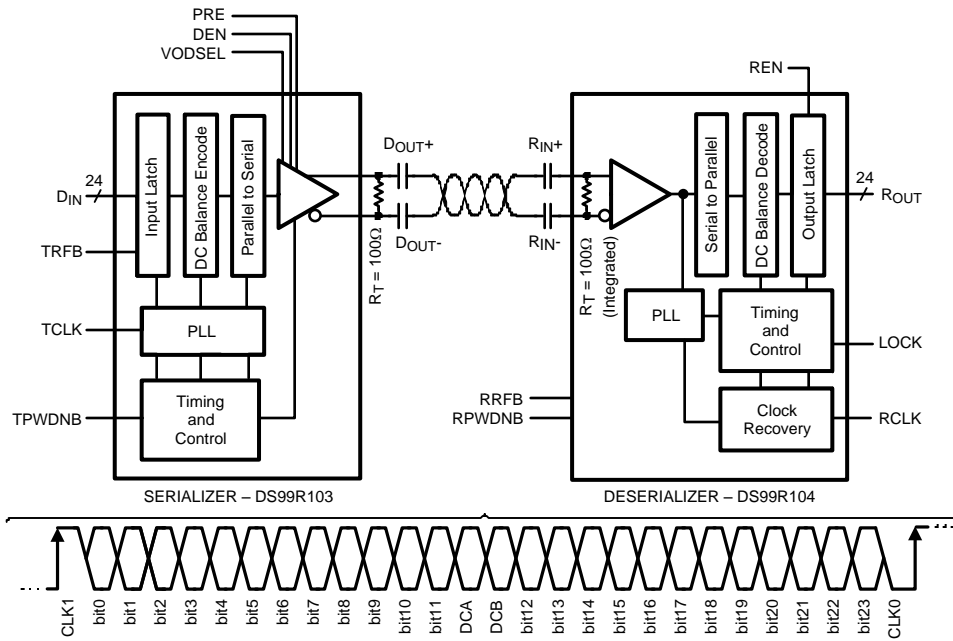 PRE
DEN
VODSEL
REN
24
DIN
TRFB
TCLK
TPWDNB
Input Latch
DC Balance Encode
Parallel to Serial
PLL
Timing
and
Control
DOUT+
DOUT-
RT = 100Ω
RIN+
RIN-
RT = 100Ω
(Integrated)
Serial to Parallel
DC Balance Decode
Output Latch
24
ROUT
PLL
Timing
and
Control
LOCK
Clock
Recovery
RCLK
RRFB
RPWDNB
SERIALIZER – DS99R103
DESERIALIZER – DS99R104
CLK1
bit0
bit1
bit2
bit3
bit4
bit5
bit6
bit7
bit8
bit9
bit10
bit11
DCA
DCB
bit12
bit13
bit14
bit15
bit16
bit17
bit18
bit19
bit20
bit21
bit22
bit23
CLK0